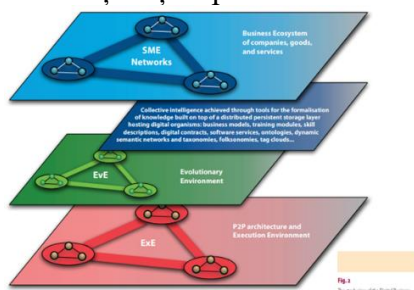 SME
Networks
Business Ecosystem
of companies, goods,
and services
Collective intelligence achieved through tools for the formalisation
of knowledge built on top of a distributed persistent storage layer
hosting digital organisms: business models, training modules, skill
descriptions, digital contracts, software services, ontologies, dynamic
semantic networks and taxonomies, folksonomies, tag clouds...
EvE
Evolutionary
Environment
ExE
P2P architecture and
Execution Environment
Fig. 2